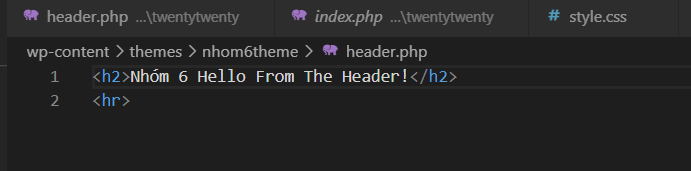 header.php ...\twentytwenty index.php ...\twentytwenty # style.css
wp-content > themes > nhom6theme > header.php
1 <h2>Nhóm 6 Hello From The Header!</h2>
2 <hr>